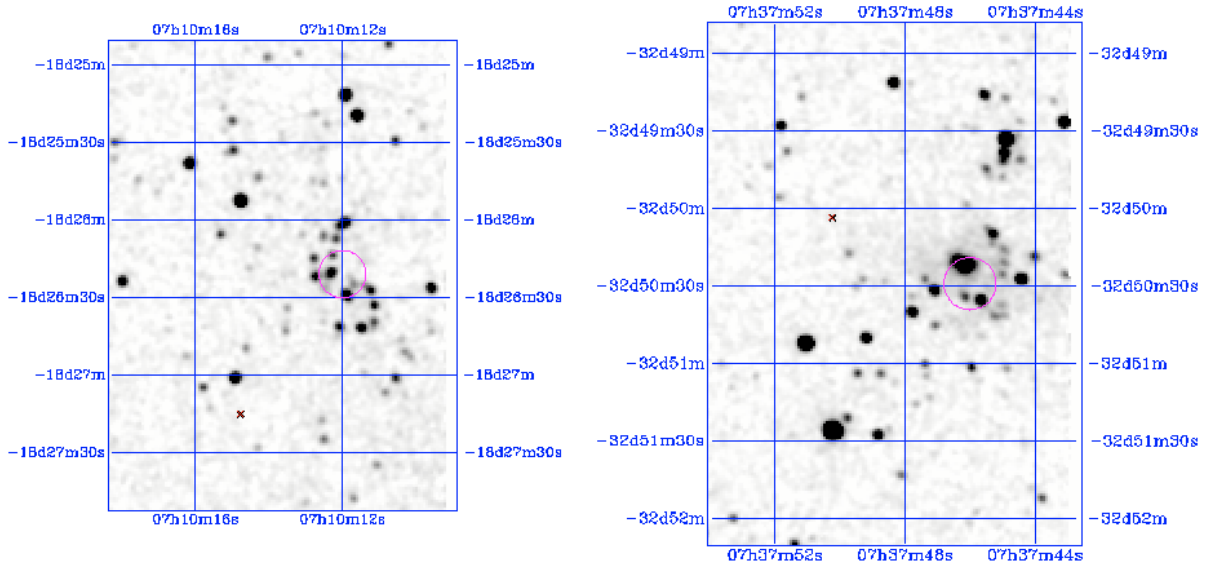 07h10m16s 07h10m12s
-18d25m -18d25m
-18d25m30s -18d25m30s
-18d26m -18d26m
-18d26m30s -18d26m30s
-18d27m -18d27m
-18d27m30s -18d27m30s
07h10m16s 07h10m12s
07h37m52s 07h37m48s 07h37m44s
-32d49m -32d49m
-32d49m30s -32d49m30s
-32d50m -32d50m
-32d50m30s -32d50m30s
-32d51m -32d51m
-32d51m30s -32d51m30s
-32d52m -32d52m
07h37m52s 07h37m48s 07h37m44s